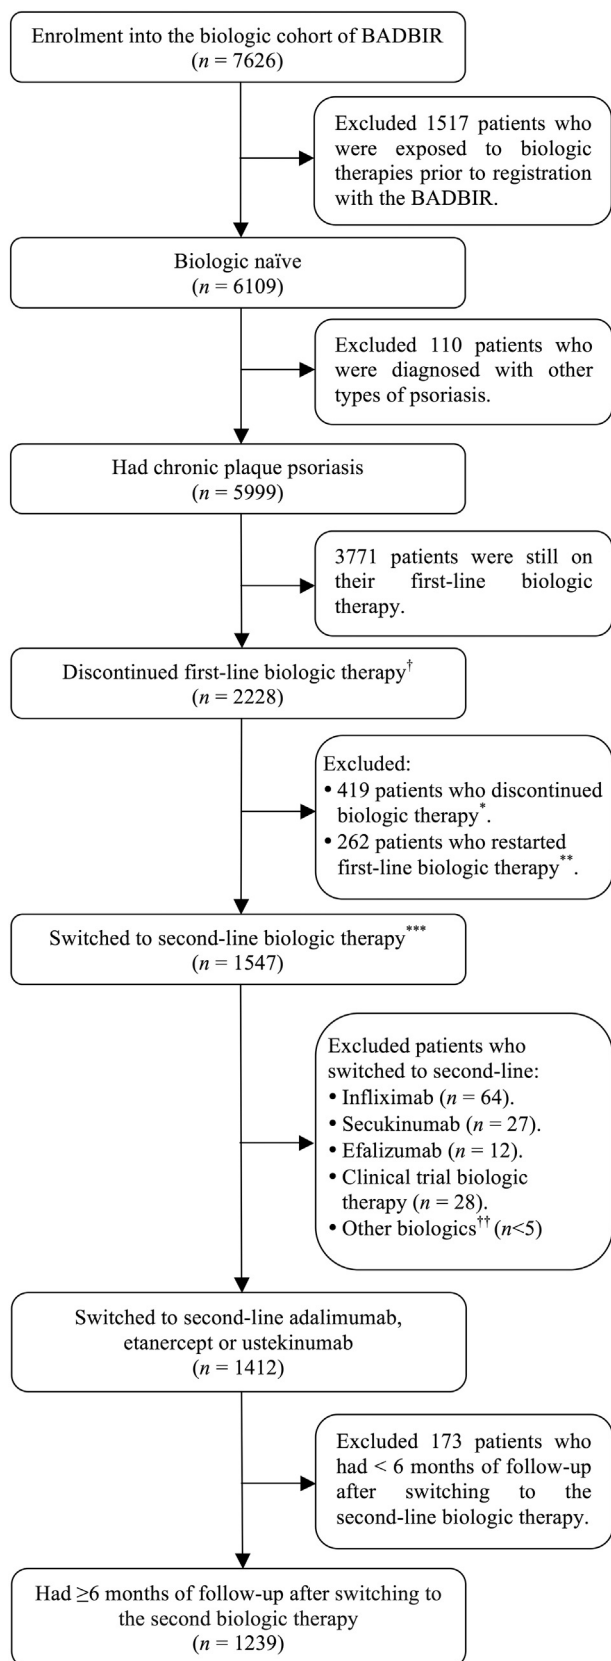 Enrolment into the biologic cohort of BADBIR
(n = 7626)
Excluded 1517 patients who
were exposed to biologic
therapies prior to registration
with the BADBIR.
Biologic naïve
(n = 6109)
Excluded 110 patients who
were diagnosed with other
types of psoriasis.
Had chronic plaque psoriasis
(n = 5999)
3771 patients were still on
their first-line biologic
therapy.
Discontinued first-line biologic therapy†
(n = 2228)
Excluded:
• 419 patients who discontinued
biologic therapy*.
• 262 patients who restarted
first-line biologic therapy**.
Switched to second-line biologic therapy***
(n = 1547)
Excluded patients who
switched to second-line:
• Infliximab (n = 64).
• Secukinumab (n = 27).
• Efalizumab (n = 12).
• Clinical trial biologic
therapy (n = 28).
• Other biologics†† (n<5)
Switched to second-line adalimumab,
etanercept or ustekinumab
(n = 1412)
Excluded 173 patients who
had < 6 months of follow-up
after switching to the
second-line biologic therapy.
Had ≥6 months of follow-up after switching to
the second biologic therapy
(n = 1239)